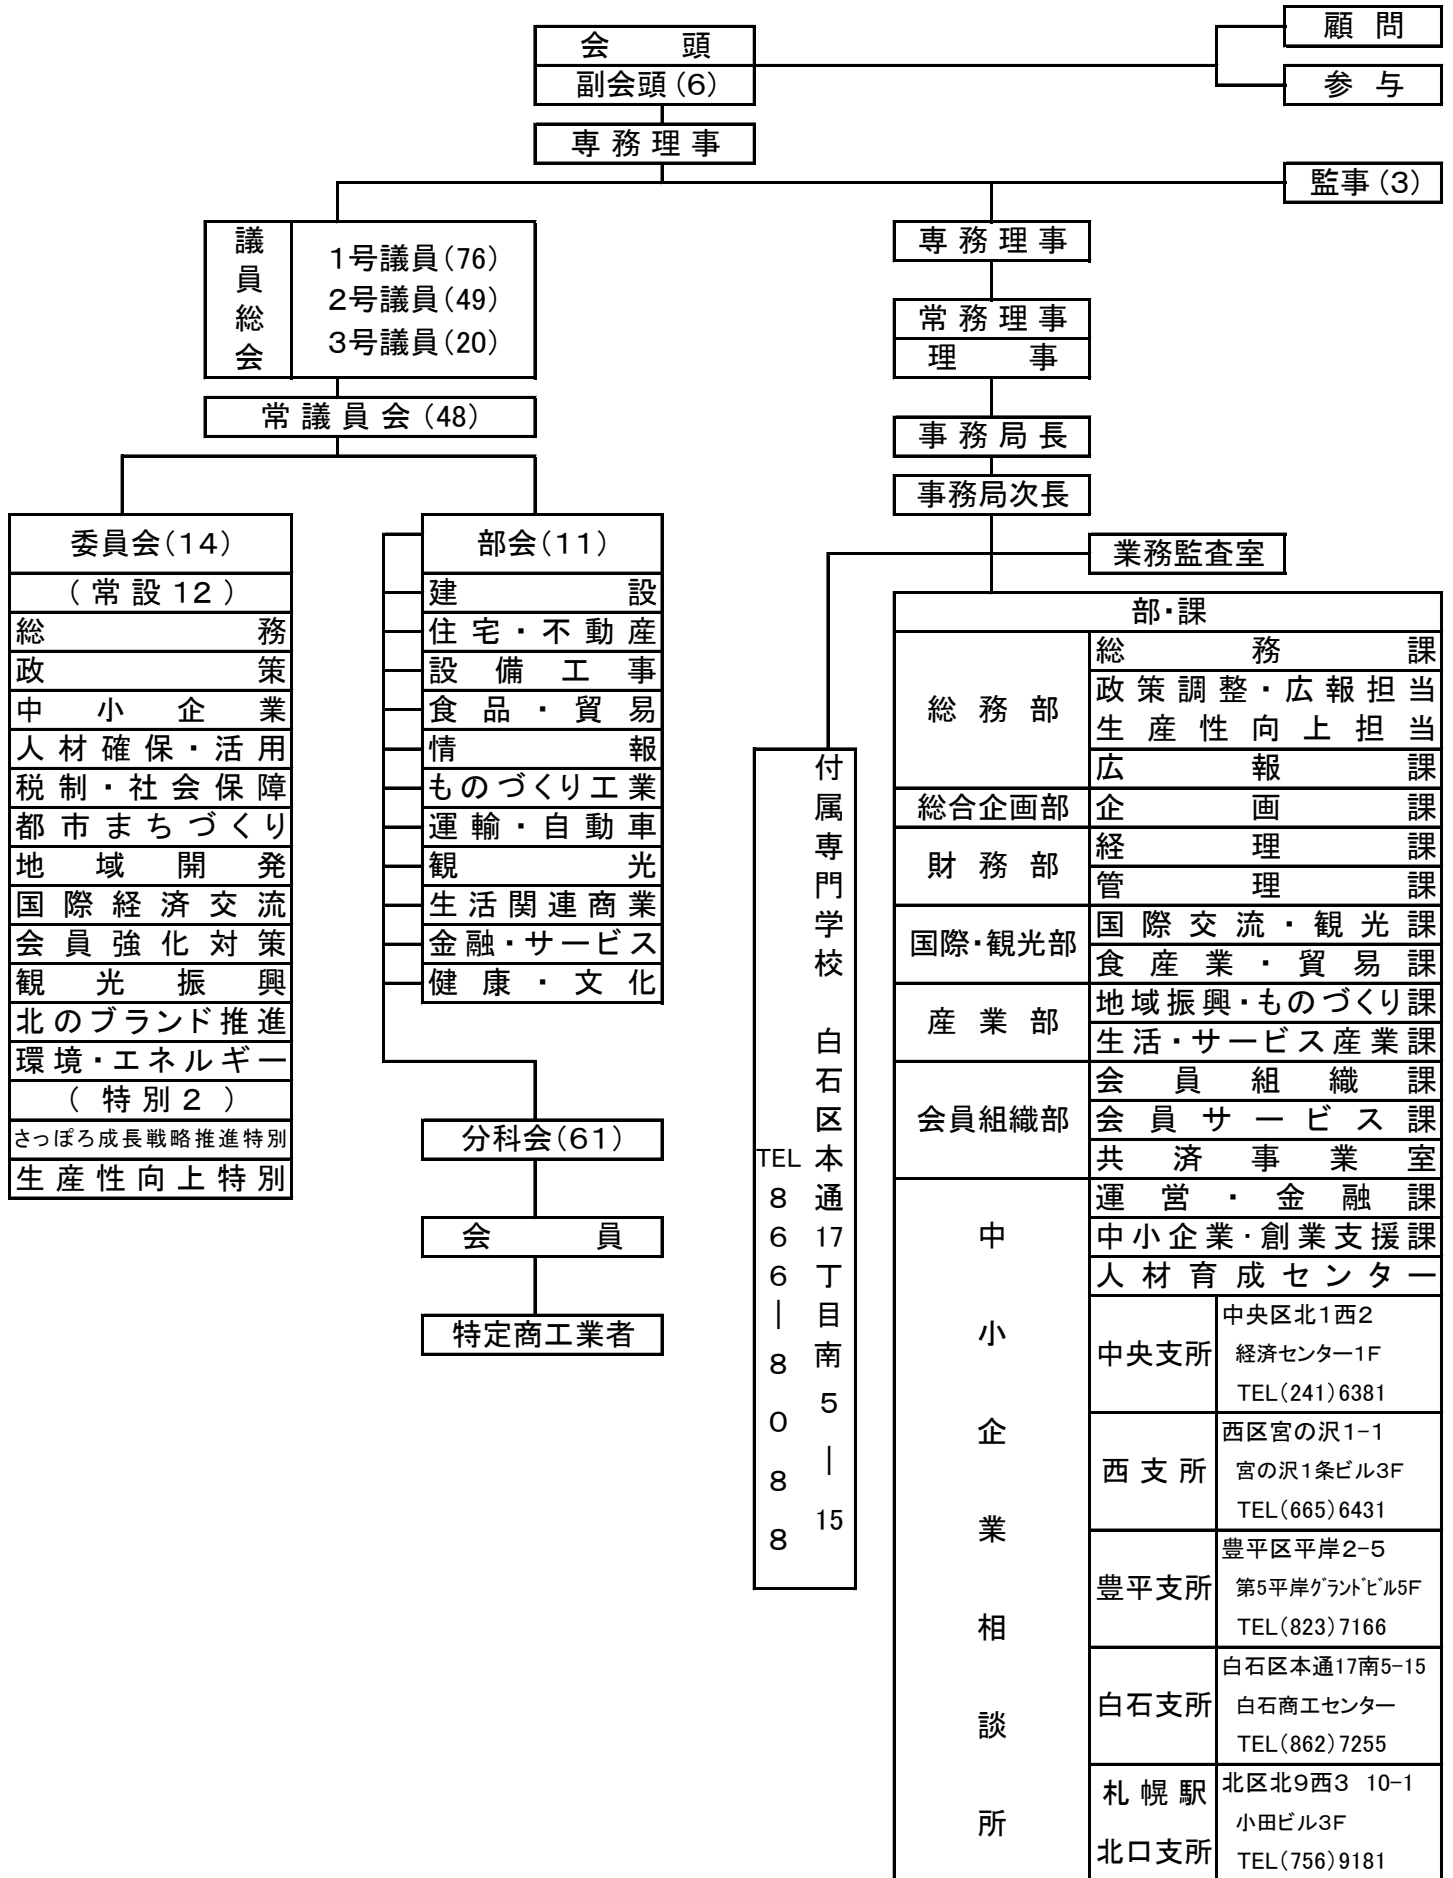 会頭
副会頭(6)
専務理事
顧問
参与
監事(3)
議員総会
1号議員(76)
2号議員(49)
3号議員(20)
常議員会(48)
委員会(14)
(常設12)
総務
政策
中小企業
人材確保・活用
税制・社会保障
都市まちづくり
地域開発
国際経済交流
会員強化対策
観光振興
北のブランド推進
環境・エネルギー
(特別2)
さっぽろ成長戦略推進特別
生産性向上特別
部会(11)
建設
住宅・不動産
設備工事
食品・貿易
情報
ものづくり工業
運輸・自動車
観光
生活関連商業
金融・サービス
健康・文化
分科会(61)
会員
特定商工業者
専務理事
常務理事
理事
事務局長
事務局次長
業務監査室
付属専門学校 白石区本通17丁目南5-15
TEL866-8088
部・課
総務部
総務課
政策調整・広報担当
生産性向上担当
広報課
総合企画部
企画課
財務部
経理課
管理課
国際・観光部
国際交流・観光課
食産業・貿易課
産業部
地域振興・ものづくり課
生活・サービス産業課
会員組織部
会員組織課
会員サービス課
共済事業室
中小企業相談所
運営・金融課
中小企業・創業支援課
人材育成センター
中央支所
中央区北1西2
経済センター1F
TEL(241)6381
西支所
西区宮の沢1-1
宮の沢1条ビル3F
TEL(665)6431
豊平支所
豊平区平岸2-5
第5平岸グランドビル5F
TEL(823)7166
白石支所
白石区本通17南5-15
白石商工センター
TEL(862)7255
札幌駅
北口支所
北区北9西3 10-1
小田ビル3F
TEL(756)9181